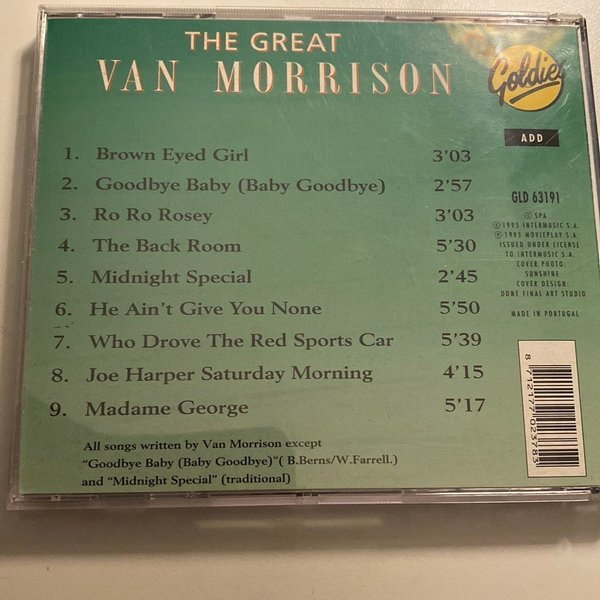 THE GREAT
VAN MORRISON
Goldies
ADD
GLD 63191
1. Brown Eyed Girl 3'03
2. Goodbye Baby (Baby Goodbye) 2'57
3. Ro Ro Rosey 3'03
4. The Back Room 5'30
5. Midnight Special 2'45
6. He Ain't Give You None 5'50
7. Who Drove The Red Sports Car 5'39
8. Joe Harper Saturday Morning 4'15
9. Madame George 5'17
All songs written by Van Morrison except
"Goodbye Baby (Baby Goodbye)"( B.Berns/W.Farrell.)
and "Midnight Special" (traditional)
© SPA
© 1995 INTERMUSIC S.A
℗ 1995 MOVIEPLAY S.A.
ISSUED UNDER LICENSE
TO INTERMUSIC S.A.
COVER PHOTO:
SUNSHINE
COVER DESIGN:
DONE FINAL ART STUDIO
MADE IN PORTUGAL
8 712177 023783